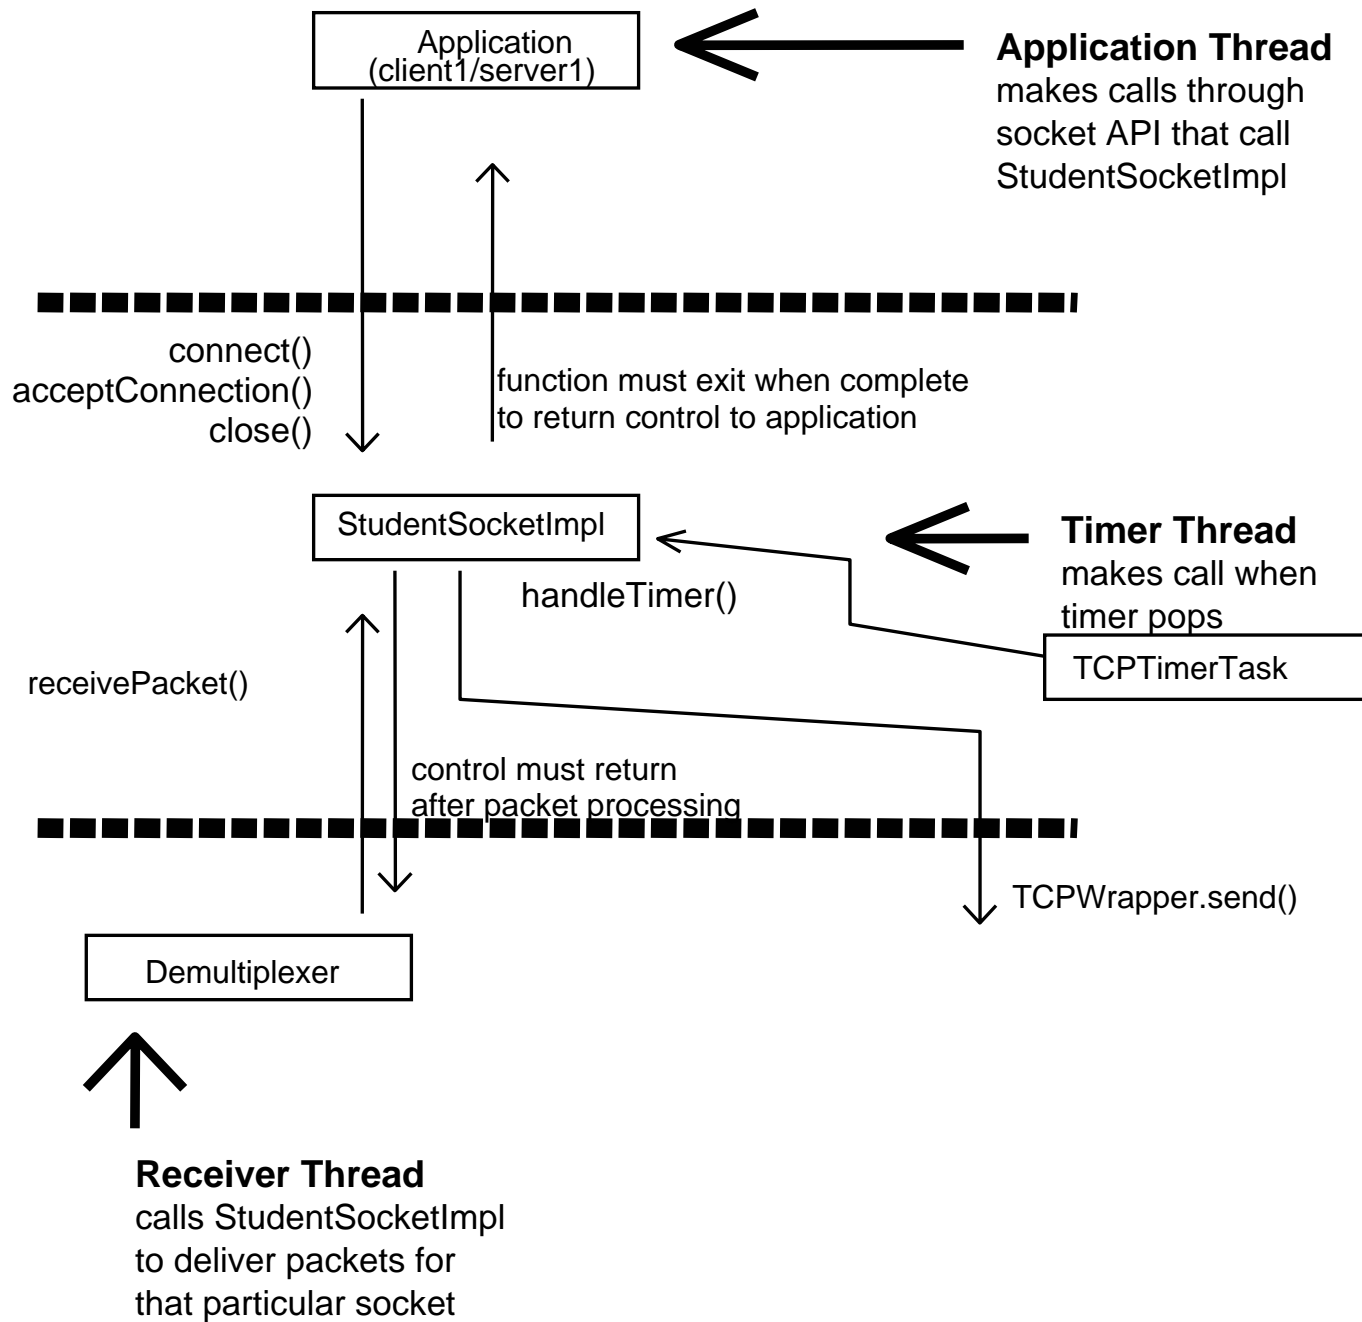 Application
(client1/server1)
Application Thread
makes calls through
socket API that call
StudentSocketImpl
connect()
acceptConnection()
close()
function must exit when complete
to return control to application
StudentSocketImpl
handleTimer()
Timer Thread
makes call when
timer pops
TCPTimerTask
receivePacket()
control must return
after packet processing
TCPWrapper.send()
Demultiplexer
Receiver Thread
calls StudentSocketImpl
to deliver packets for
that particular socket